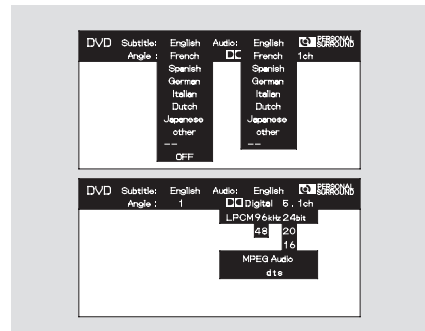 DVD Subtitle: English Audio: English PERSONAL SURROUND
Angle : French French 1ch
Spanish Spanish
German German
Italian Italian
Dutch Dutch
Japanese Japanese
other other
-- --
OFF
DVD Subtitle: English Audio: English PERSONAL SURROUND
Angle : 1 Digital 5 . 1ch
LPCM 96kHz 24bit
48 20
16
MPEG Audio
dts